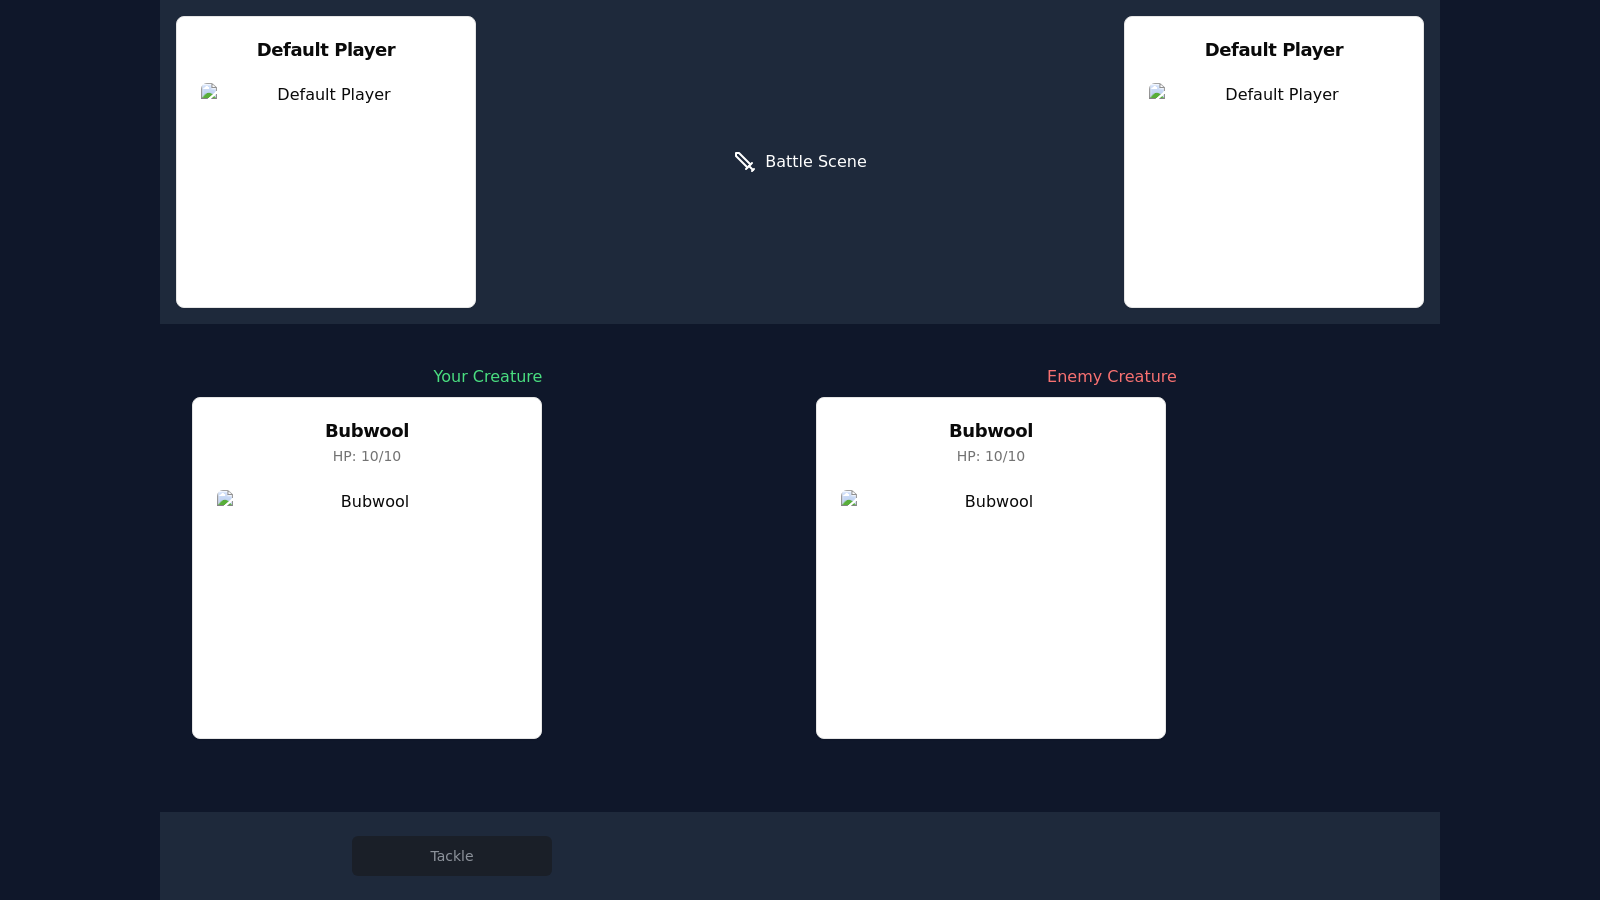 Default Player
Default Player
Battle Scene
Default Player
Default Player
Your Creature
Bubwool
HP: 10/10
Bubwool
Enemy Creature
Bubwool
HP: 10/10
Bubwool
Tackle